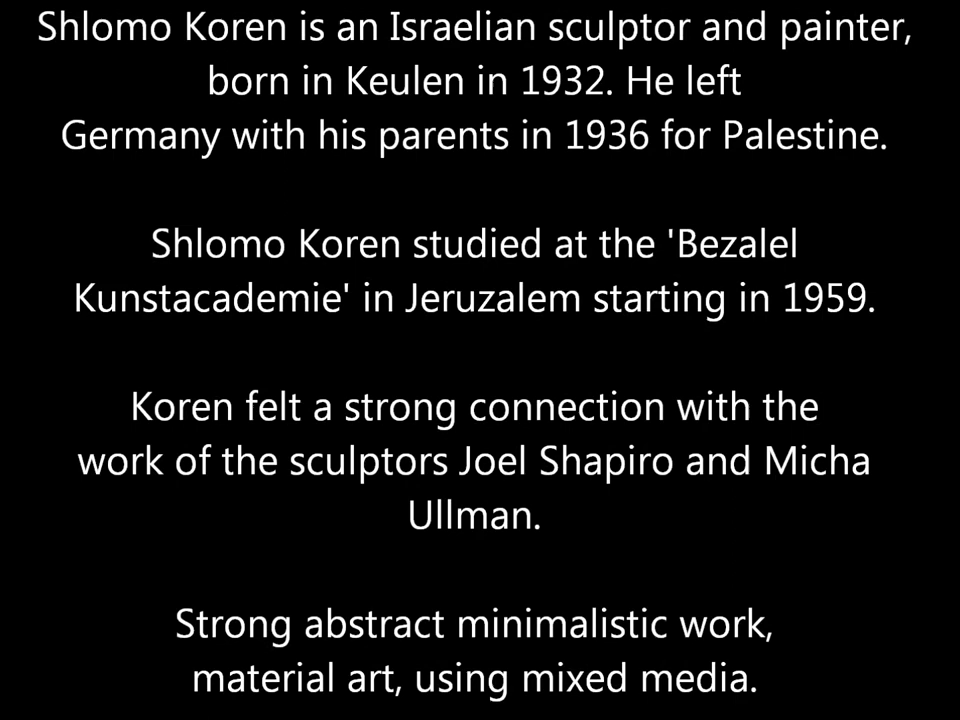 Shlomo Koren is an Israelian sculptor and painter,
born in Keulen in 1932. He left
Germany with his parents in 1936 for Palestine.
Shlomo Koren studied at the 'Bezalel
Kunstacademie' in Jeruzalem starting in 1959.
Koren felt a strong connection with the
work of the sculptors Joel Shapiro and Micha
Ullman.
Strong abstract minimalistic work,
material art, using mixed media.